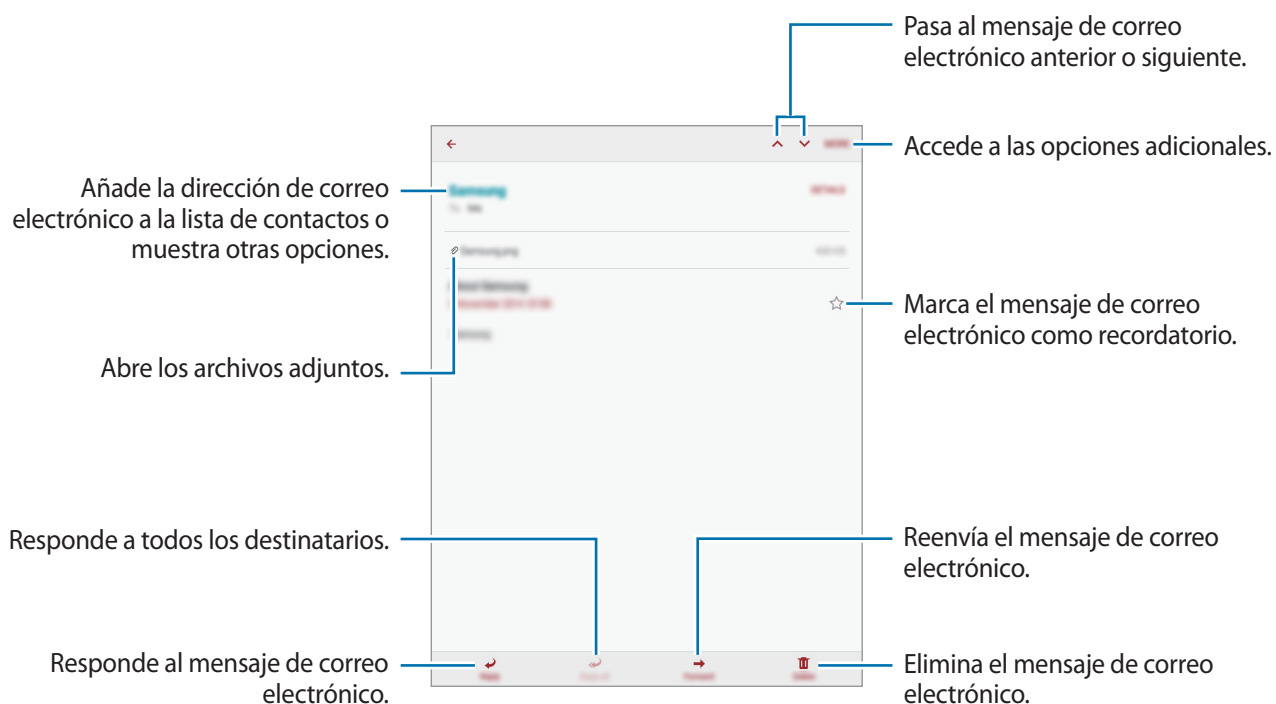 Pasa al mensaje de correo
electrónico anterior o siguiente.
Accede a las opciones adicionales.
Añade la dirección de correo
electrónico a la lista de contactos o
muestra otras opciones.
Samsung
Marca el mensaje de correo
electrónico como recordatorio.
Abre los archivos adjuntos.
Responde a todos los destinatarios.
Reenvía el mensaje de correo
electrónico.
Responde al mensaje de correo
electrónico.
Elimina el mensaje de correo
electrónico.